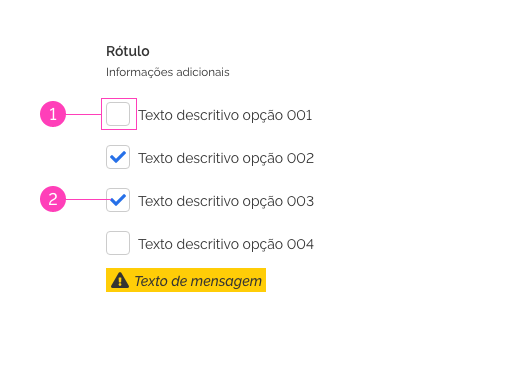 Rótulo
Informações adicionais
1 Texto descritivo opção 001
Texto descritivo opção 002
2 Texto descritivo opção 003
Texto descritivo opção 004
Texto de mensagem